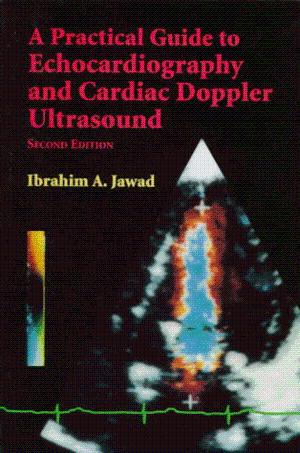 A Practical Guide to
Echocardiography
and Cardiac Doppler
Ultrasound
SECOND EDITION
Ibrahim A. Jawad